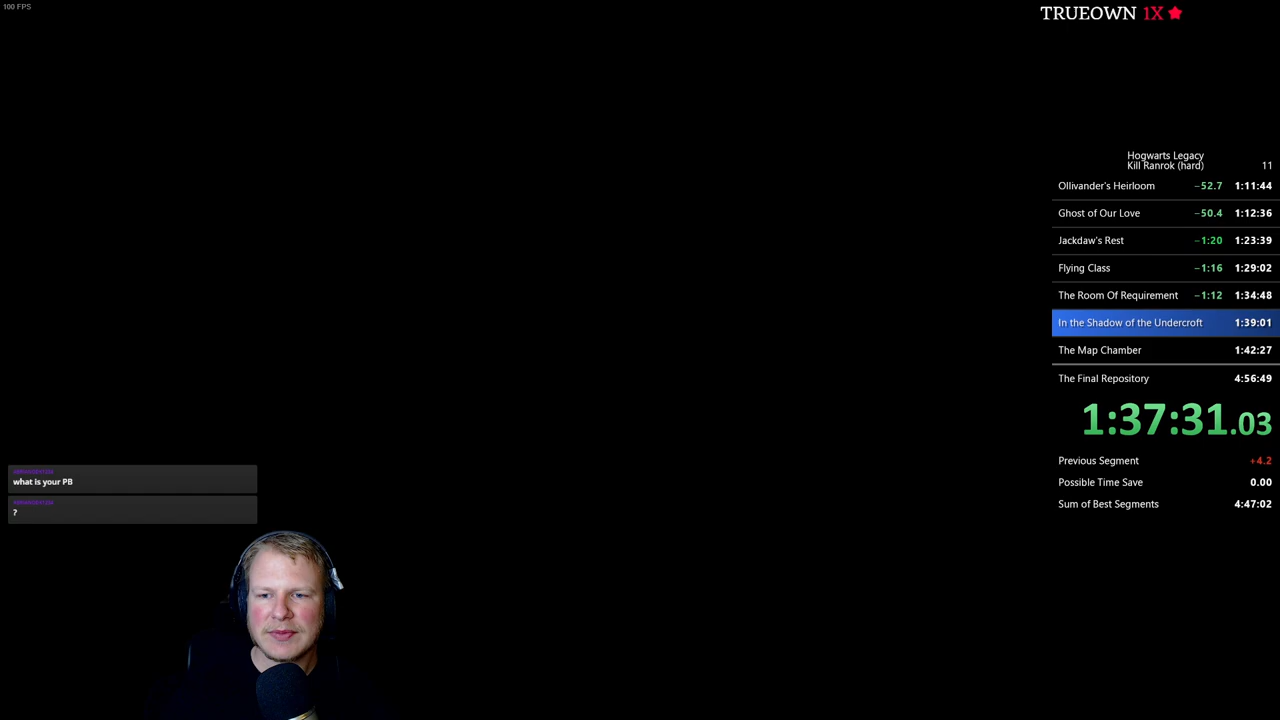 100 FPS
TRUEOWN 1X
Hogwarts Legacy
Kill Ranrok (hard) 11
Ollivander's Heirloom -52.7 1:11:44
Ghost of Our Love -50.4 1:12:36
Jackdaw's Rest -1:20 1:23:39
Flying Class -1:16 1:29:02
The Room Of Requirement -1:12 1:34:48
In the Shadow of the Undercroft 1:39:01
The Map Chamber 1:42:27
The Final Repository 4:56:49
1:37:31.03
Previous Segment +4.2
Possible Time Save 0.00
Sum of Best Segments 4:47:02
what is your PB
?